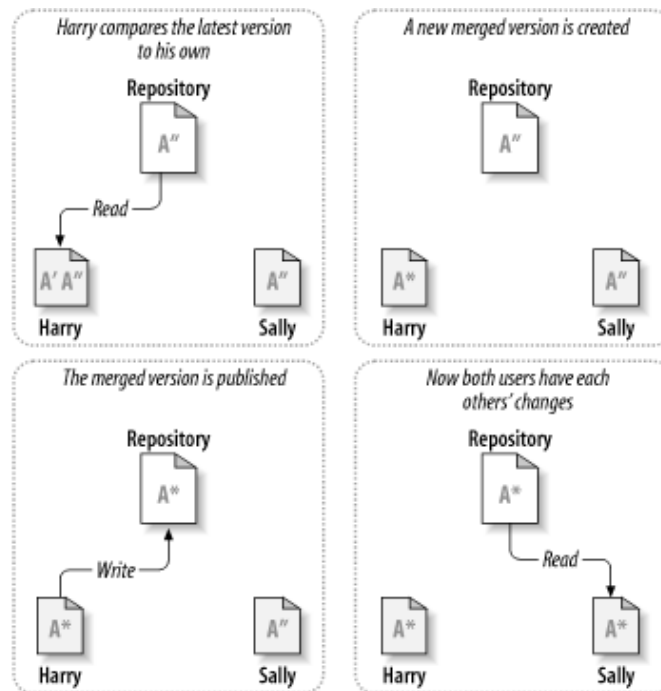 Harry compares the latest version
to his own
Repository
A″
Read
A′ A″
A″
Harry
Sally
A new merged version is created
Repository
A″
A*
A″
Harry
Sally
The merged version is published
Repository
A*
Write
A*
A″
Harry
Sally
Now both users have each
others’ changes
Repository
A*
Read
A*
A*
Harry
Sally